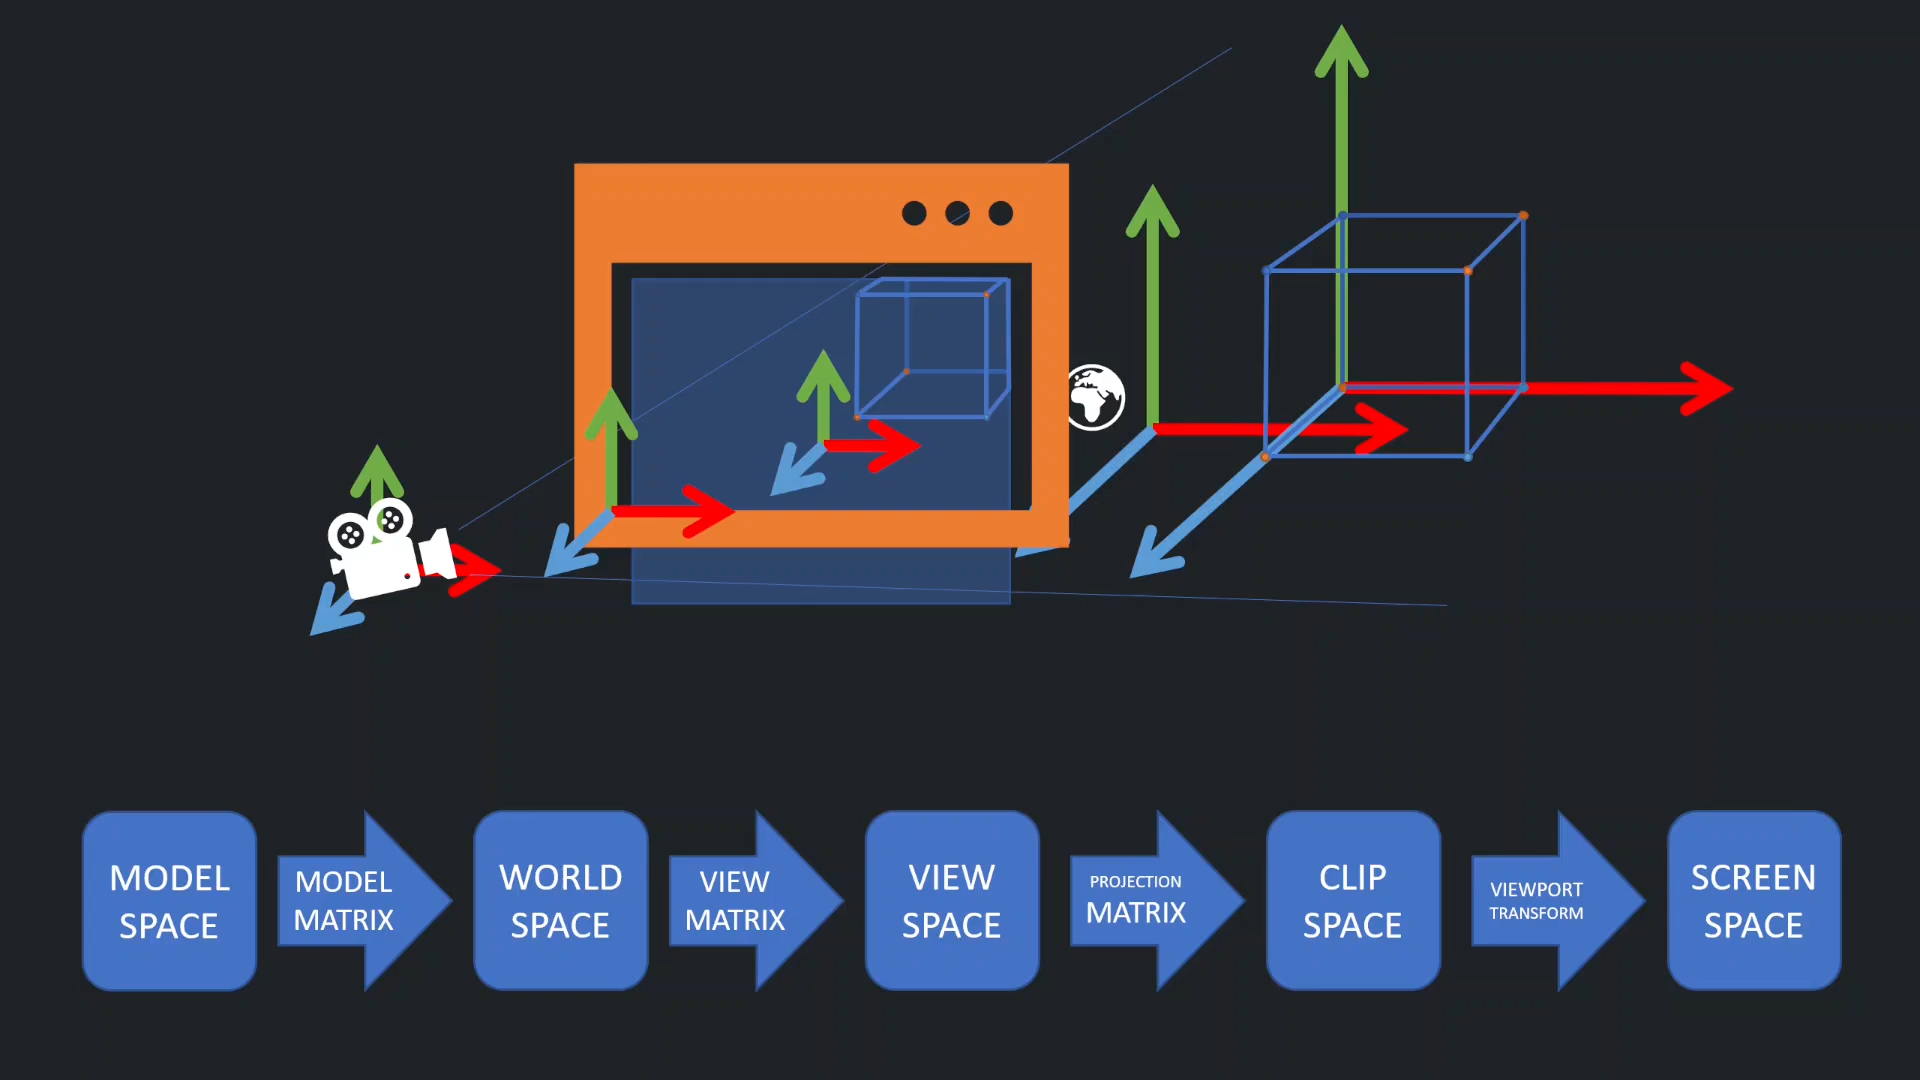 MODEL
SPACE
MODEL
MATRIX
WORLD
SPACE
VIEW
MATRIX
VIEW
SPACE
PROJECTION
MATRIX
CLIP
SPACE
VIEWPORT
TRANSFORM
SCREEN
SPACE